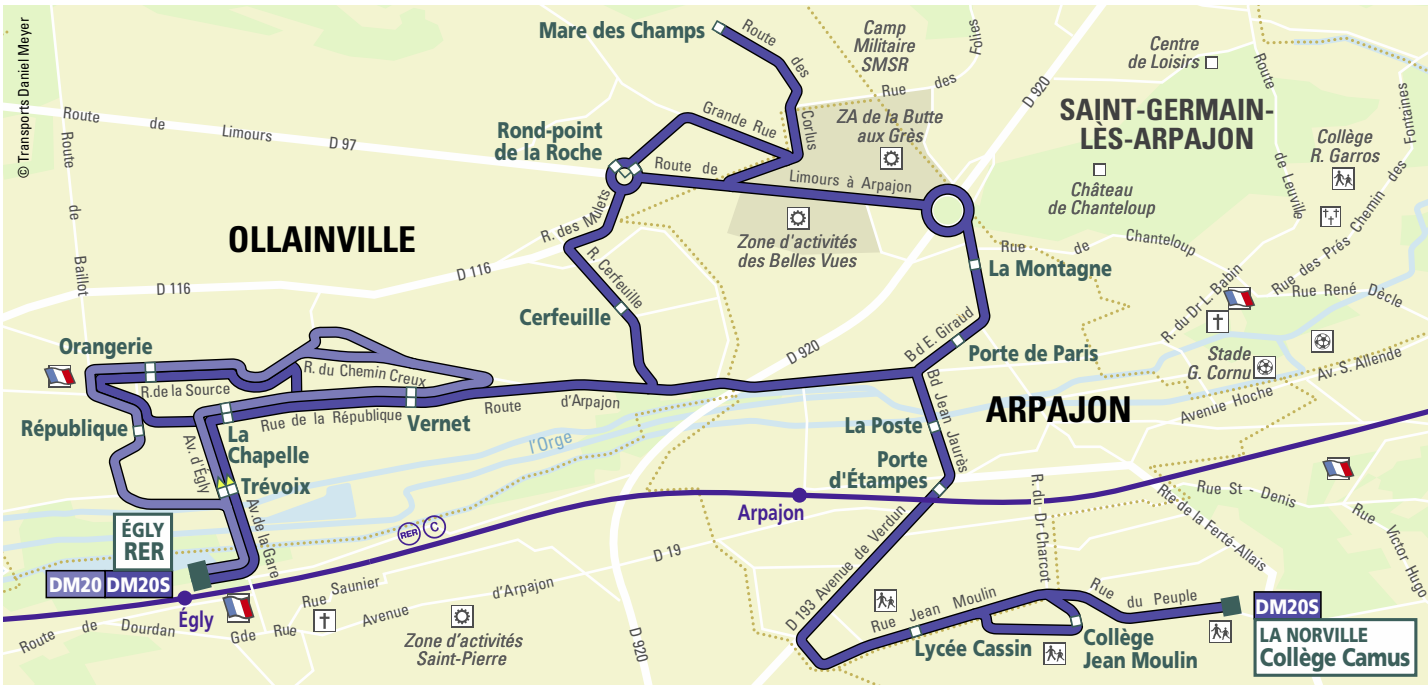 © Transports Daniel Meyer
Mare des Champs
Route des Corlus
Camp
Militaire
SMSR
Rue des Folies
D 920
Centre
de Loisirs
Route de Leuville
SAINT-GERMAIN-
LÈS-ARPAJON
Collège
R. Garros
Rue des Prés Chemin des Fontaines
Route de Limours
D 97
Route de Baillot
Rond-point
de la Roche
Grande Rue
ZA de la Butte
aux Grès
Route de Limours à Arpajon
Château
de Chanteloup
OLLAINVILLE
R. des Mulets
Zone d'activités
des Belles Vues
Rue de Chanteloup
D 116
D 116
R. Cerfeuille
Cerfeuille
La Montagne
R. du Dr L. Babin
Rue René Dècle
Orangerie
R. du Chemin Creux
R. de la Source
D 920
Bd E. Giraud
Porte de Paris
Stade
G. Cornu
Av. S. Allende
Avenue Hoche
République
Rue de la République
Vernet
Route d'Arpajon
Bd Jean Jaurès
ARPAJON
La
Chapelle
Av. d'Égly
l'Orge
La Poste
Trévoix
Porte
d'Étampes
Av. de la Gare
Arpajon
RER C
R. du Dr Charcot
Rte de la Ferté-Allais
Rue St - Denis
Rue Victor Hugo
ÉGLY
RER
DM20 DM20S
Égly
D 19
D 193 Avenue de Verdun
Route de Dourdan
Gde Rue
Rue Saunier
Avenue d'Arpajon
Zone d'activités
Saint-Pierre
D 920
Rue Jean Moulin
Rue du Peuple
Lycée Cassin
Collège
Jean Moulin
DM20S
LA NORVILLE
Collège Camus